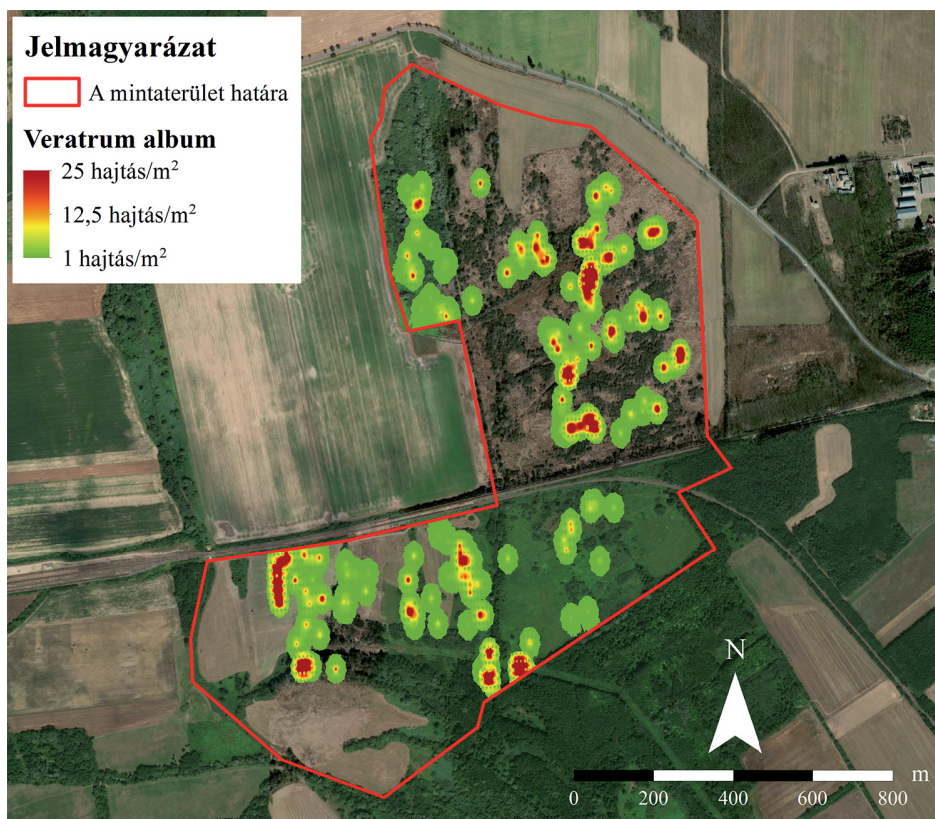 Jelmagyarázat
A mintaterület határa
Veratrum album
25 hajtás/m²
12,5 hajtás/m²
1 hajtás/m²
N
m
0 200 400 600 800